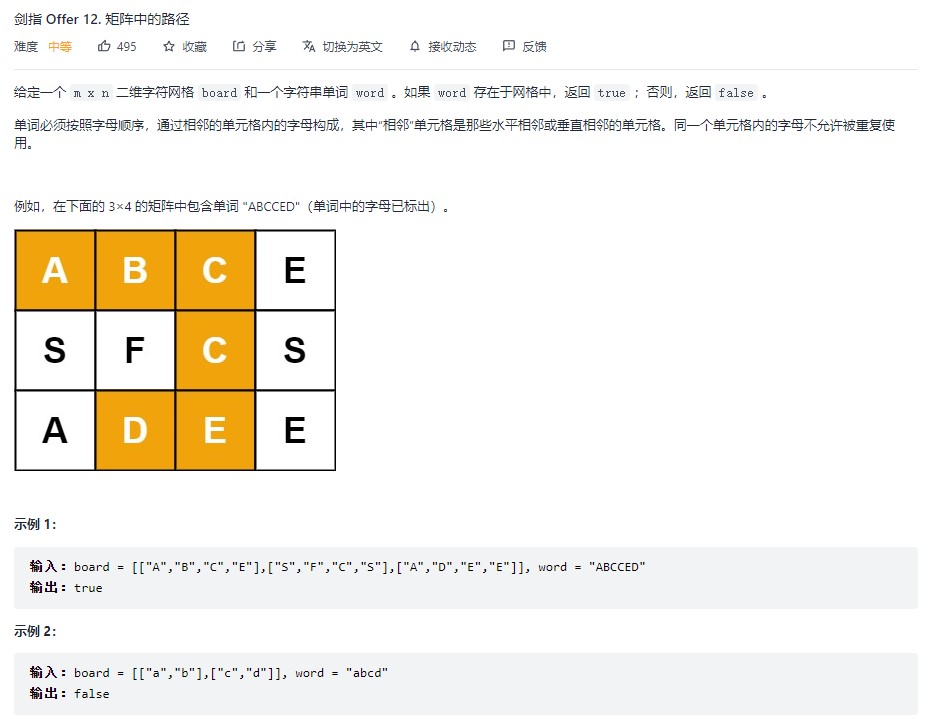 剑指 Offer 12. 矩阵中的路径
难度 中等 495 收藏 分享 切换为英文 接收动态 反馈
给定一个 m x n 二维字符网格 board 和一个字符串单词 word 。如果 word 存在于网格中，返回 true ；否则，返回 false 。
单词必须按照字母顺序，通过相邻的单元格内的字母构成，其中“相邻”单元格是那些水平相邻或垂直相邻的单元格。同一个单元格内的字母不允许被重复使
用。
例如，在下面的 3×4 的矩阵中包含单词 "ABCCED"（单词中的字母已标出）。
A B C E
S F C S
A D E E
示例 1：
输入：board = [["A","B","C","E"],["S","F","C","S"],["A","D","E","E"]], word = "ABCCED"
输出：true
示例 2：
输入：board = [["a","b"],["c","d"]], word = "abcd"
输出：false